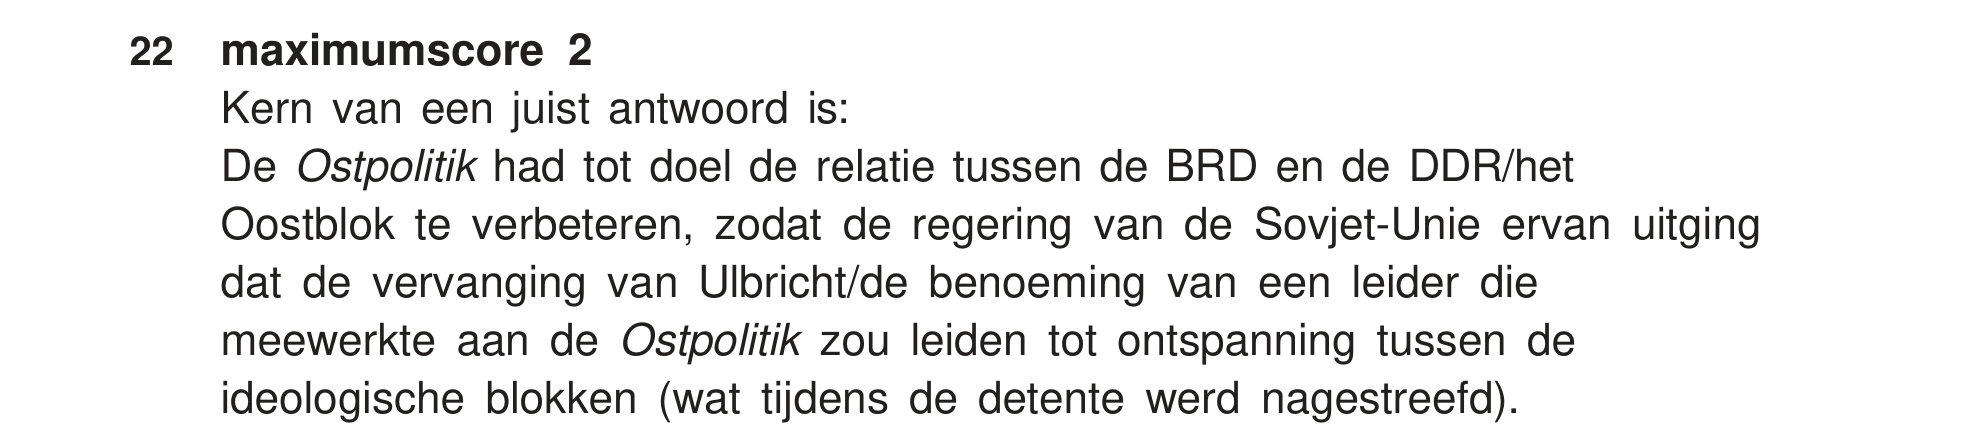 22 maximumscore 2
Kern van een juist antwoord is:
De Ostpolitik had tot doel de relatie tussen de BRD en de DDR/het
Oostblok te verbeteren, zodat de regering van de Sovjet-Unie ervan uitging
dat de vervanging van Ulbricht/de benoeming van een leider die
meewerkte aan de Ostpolitik zou leiden tot ontspanning tussen de
ideologische blokken (wat tijdens de detente werd nagestreefd).